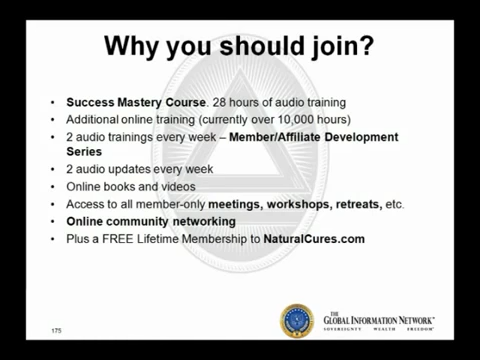 Why you should join?
• Success Mastery Course. 28 hours of audio training
• Additional online training (currently over 10,000 hours)
• 2 audio trainings every week – Member/Affiliate Development
Series
• 2 audio updates every week
• Online books and videos
• Access to all member-only meetings, workshops, retreats, etc.
• Online community networking
• Plus a FREE Lifetime Membership to NaturalCures.com
175
THE
GLOBAL INFORMATION NETWORK™
SOVEREIGNTY WEALTH FREEDOM